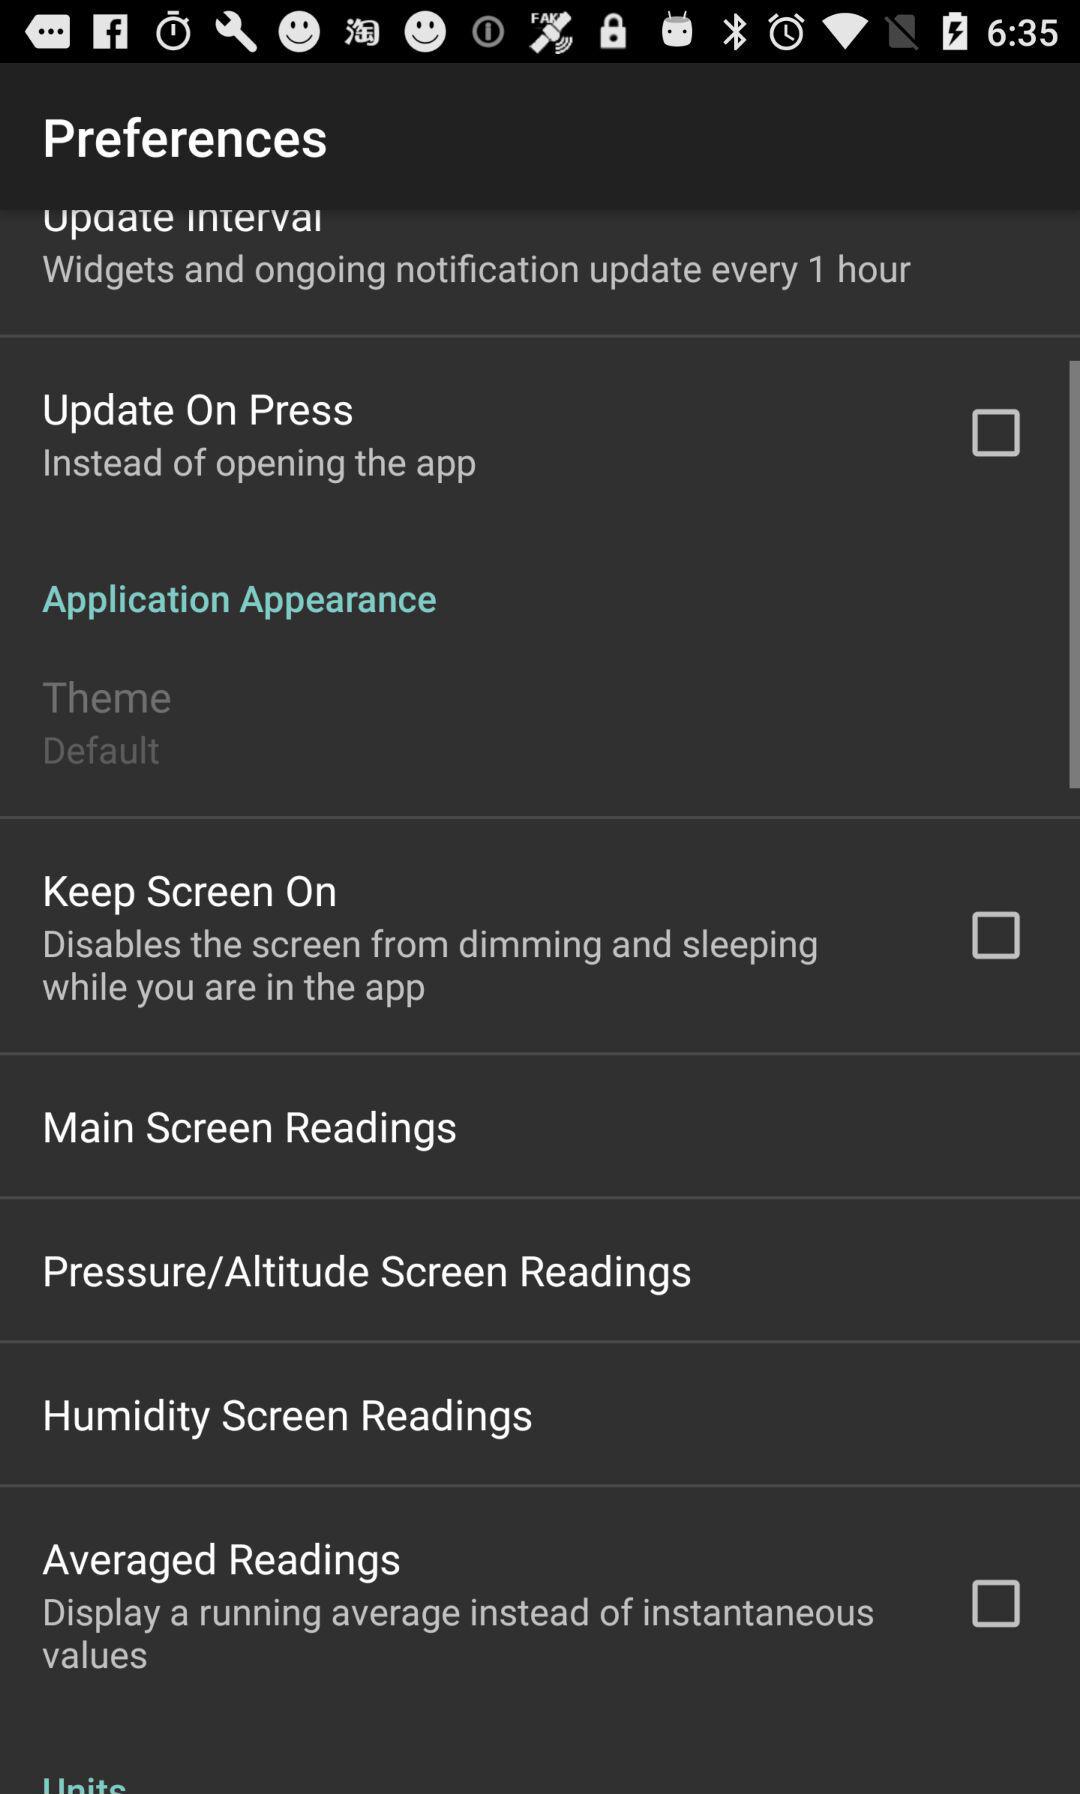 FAKE
淘
6:35
Preferences
Update Interval
Widgets and ongoing notification update every 1 hour
Update On Press
Instead of opening the app
Application Appearance
Theme
Default
Keep Screen On
Disables the screen from dimming and sleeping
while you are in the app
Main Screen Readings
Pressure/Altitude Screen Readings
Humidity Screen Readings
Averaged Readings
Display a running average instead of instantaneous
values
Units